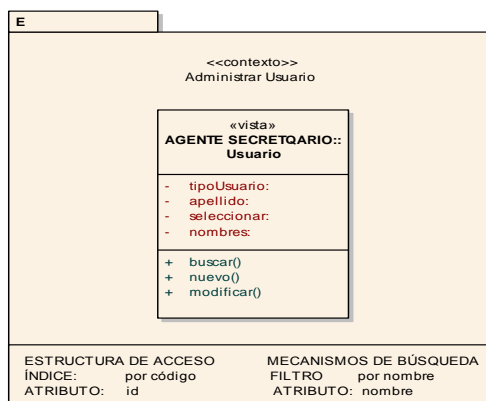 E
<<contexto>>
Administrar Usuario
«vista»
AGENTE SECRETQARIO::
Usuario
- tipoUsuario:
- apellido:
- seleccionar:
- nombres:
+ buscar()
+ nuevo()
+ modificar()
ESTRUCTURA DE ACCESO MECANISMOS DE BÚSQUEDA
ÍNDICE: por código FILTRO por nombre
ATRIBUTO: id ATRIBUTO: nombre